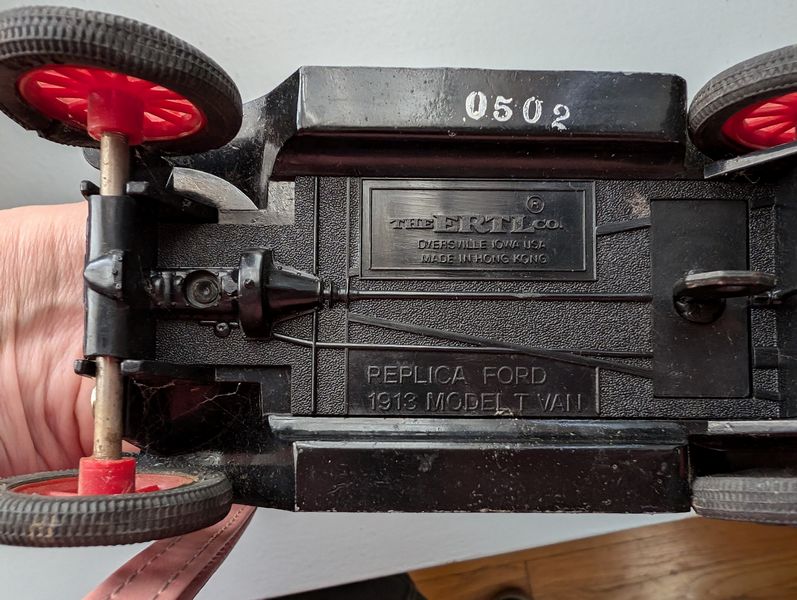 0502
THE ERTL CO.®
DYERSVILLE IOWA USA
MADE IN HONG KONG
REPLICA FORD
1913 MODEL T VAN